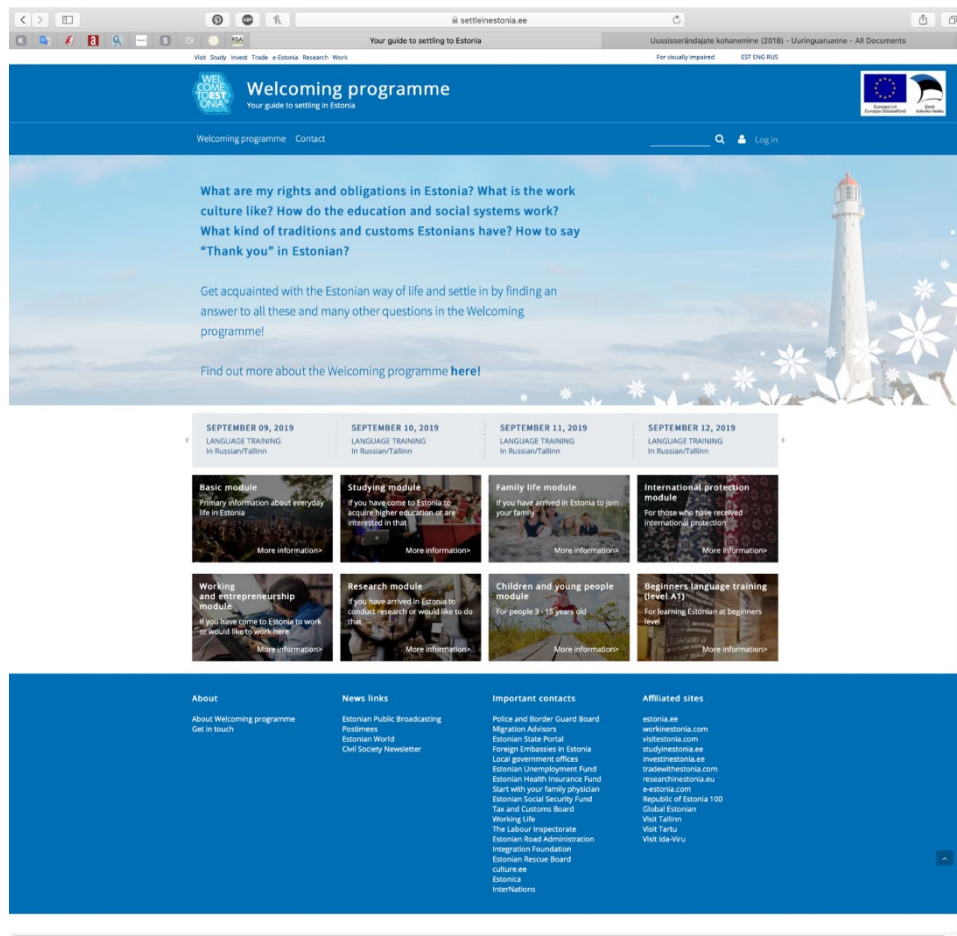 settleinestonia.ee
ABP
K
a
S
RSA
Your guide to settling to Estonia
Uussisserändajate kohanemine (2018) - Uuringuaruanne - All Documents
Visit Study Invest Trade e-Estonia Research Work
For visually impaired EST ENG RUS
WEL
COME
TO EST
ONIA
Welcoming programme
Your guide to settling in Estonia
Euroopa Liit
Euroopa Sotsiaalfond
Eesti
tuleviku heaks
Welcoming programme Contact
Log in
What are my rights and obligations in Estonia? What is the work
culture like? How do the education and social systems work?
What kind of traditions and customs Estonians have? How to say
“Thank you” in Estonian?
Get acquainted with the Estonian way of life and settle in by finding an
answer to all these and many other questions in the Welcoming
programme!
Find out more about the Welcoming programme here!
SEPTEMBER 09, 2019
LANGUAGE TRAINING
In Russian/Tallinn
SEPTEMBER 10, 2019
LANGUAGE TRAINING
In Russian/Tallinn
SEPTEMBER 11, 2019
LANGUAGE TRAINING
In Russian/Tallinn
SEPTEMBER 12, 2019
LANGUAGE TRAINING
In Russian/Tallinn
Basic module
Primary information about everyday
life in Estonia
More information>
Studying module
If you have come to Estonia to
acquire higher education or are
interested in that
More information>
Family life module
If you have arrived in Estonia to join
your family
More information>
International protection
module
For those who have received
international protection
More information>
Working
and entrepreneurship
module
If you have come to Estonia to work
or would like to work here
More information>
Research module
If you have arrived in Estonia to
conduct research or would like to do
that
More information>
Children and young people
module
For people 3 - 15 years old
More information>
Beginners language training
(level A1)
For learning Estonian at beginners
level
More information>
About
About Welcoming programme
Get in touch
News links
Estonian Public Broadcasting
Postimees
Estonian World
Civil Society Newsletter
Important contacts
Police and Border Guard Board
Migration Advisors
Estonian State Portal
Foreign Embassies in Estonia
Local government offices
Estonian Unemployment Fund
Estonian Health Insurance Fund
Start with your family physician
Estonian Social Security Fund
Tax and Customs Board
Working Life
The Labour Inspectorate
Estonian Road Administration
Integration Foundation
Estonian Rescue Board
culture.ee
Estonica
InterNations
Affiliated sites
estonia.ee
workinestonia.com
visitestonia.com
studyinestonia.ee
investinestonia.ee
tradewithestonia.com
researchinestonia.eu
e-estonia.com
Republic of Estonia 100
Global Estonian
Visit Tallinn
Visit Tartu
Visit Ida-Viru